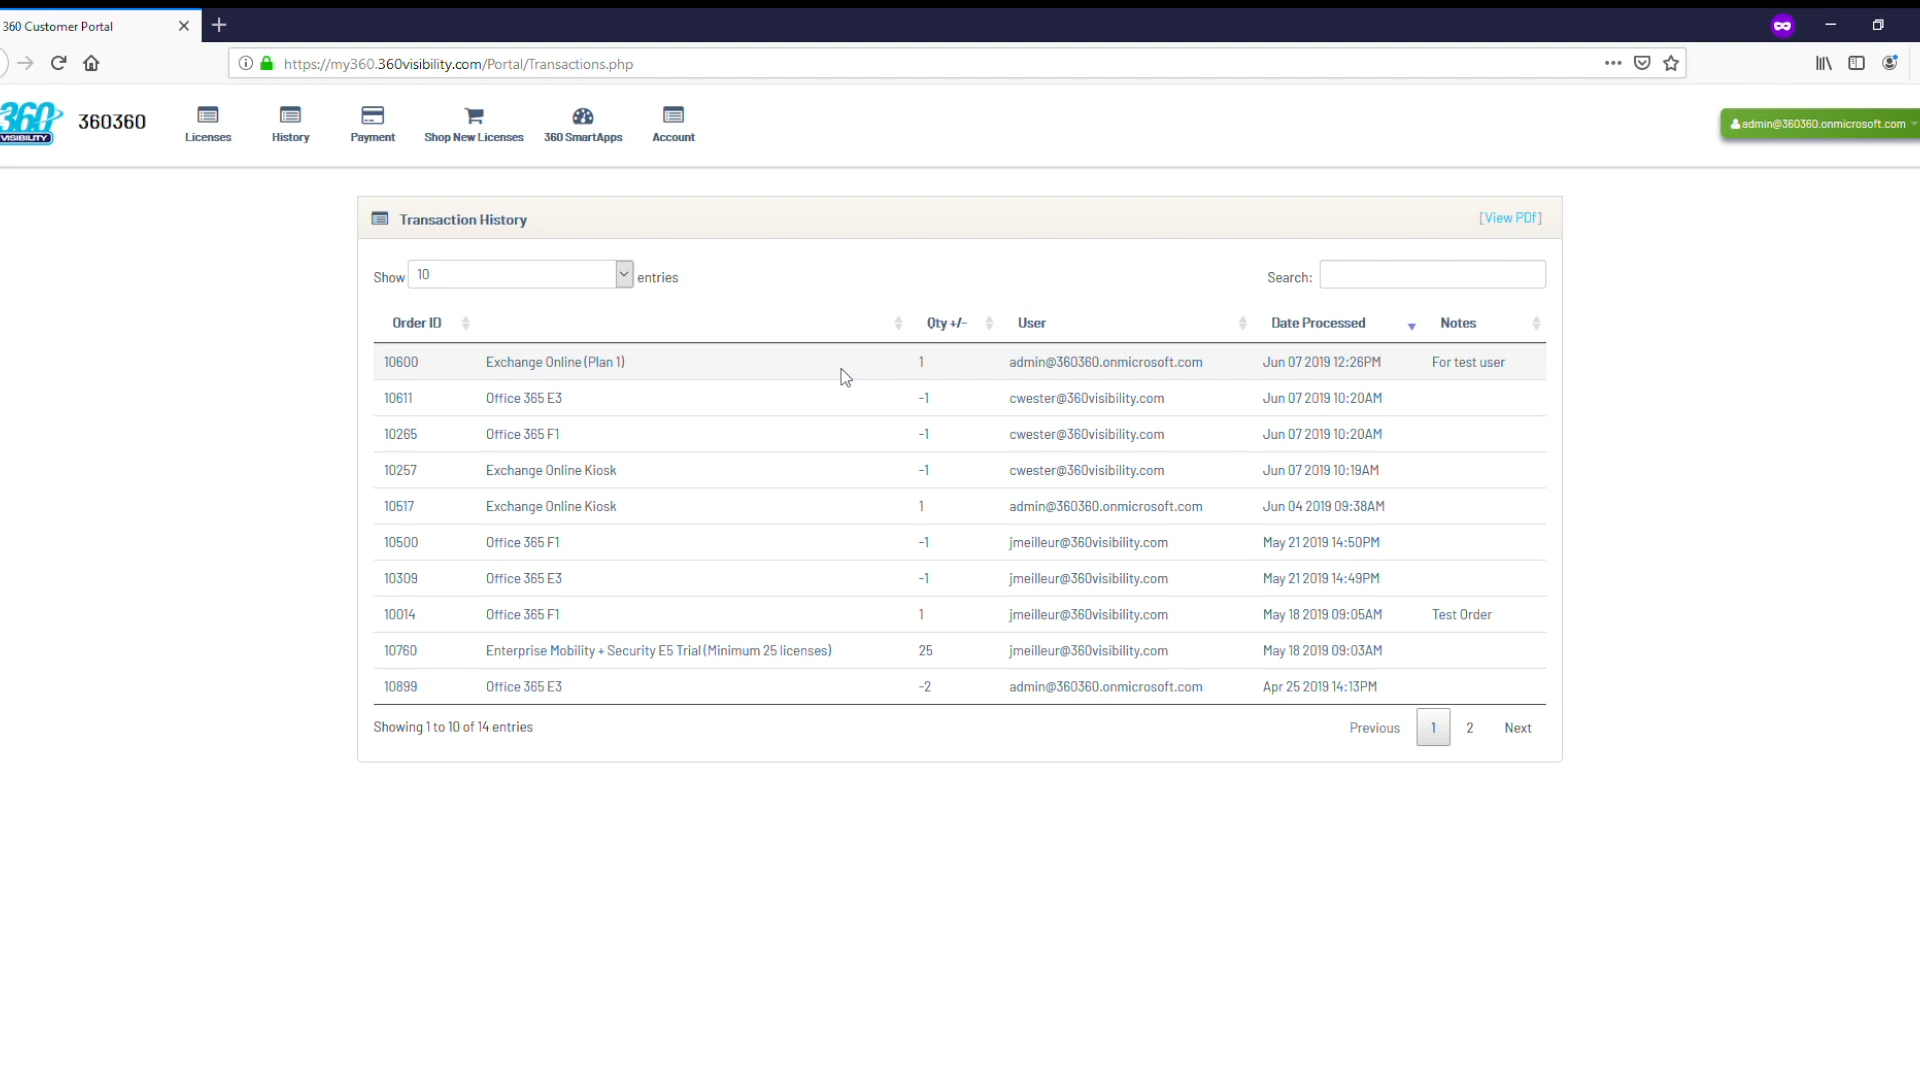 360 Customer Portal
https://my360.360visibility.com/Portal/Transactions.php
360 VISIBILITY 360360
Licenses History Payment Shop New Licenses 360 SmartApps Account
admin@360360.onmicrosoft.com
Transaction History [View PDf]
Show 10 entries Search:
Order ID Qty +/- User Date Processed Notes
10600 Exchange Online (Plan 1) 1 admin@360360.onmicrosoft.com Jun 07 2019 12:26PM For test user
10611 Office 365 E3 -1 cwester@360visibility.com Jun 07 2019 10:20AM
10265 Office 365 F1 -1 cwester@360visibility.com Jun 07 2019 10:20AM
10257 Exchange Online Kiosk -1 cwester@360visibility.com Jun 07 2019 10:19AM
10517 Exchange Online Kiosk 1 admin@360360.onmicrosoft.com Jun 04 2019 09:38AM
10500 Office 365 F1 -1 jmeilleur@360visibility.com May 21 2019 14:50PM
10309 Office 365 E3 -1 jmeilleur@360visibility.com May 21 2019 14:49PM
10014 Office 365 F1 1 jmeilleur@360visibility.com May 18 2019 09:05AM Test Order
10760 Enterprise Mobility + Security E5 Trial (Minimum 25 licenses) 25 jmeilleur@360visibility.com May 18 2019 09:03AM
10899 Office 365 E3 -2 admin@360360.onmicrosoft.com Apr 25 2019 14:13PM
Showing 1 to 10 of 14 entries Previous 1 2 Next